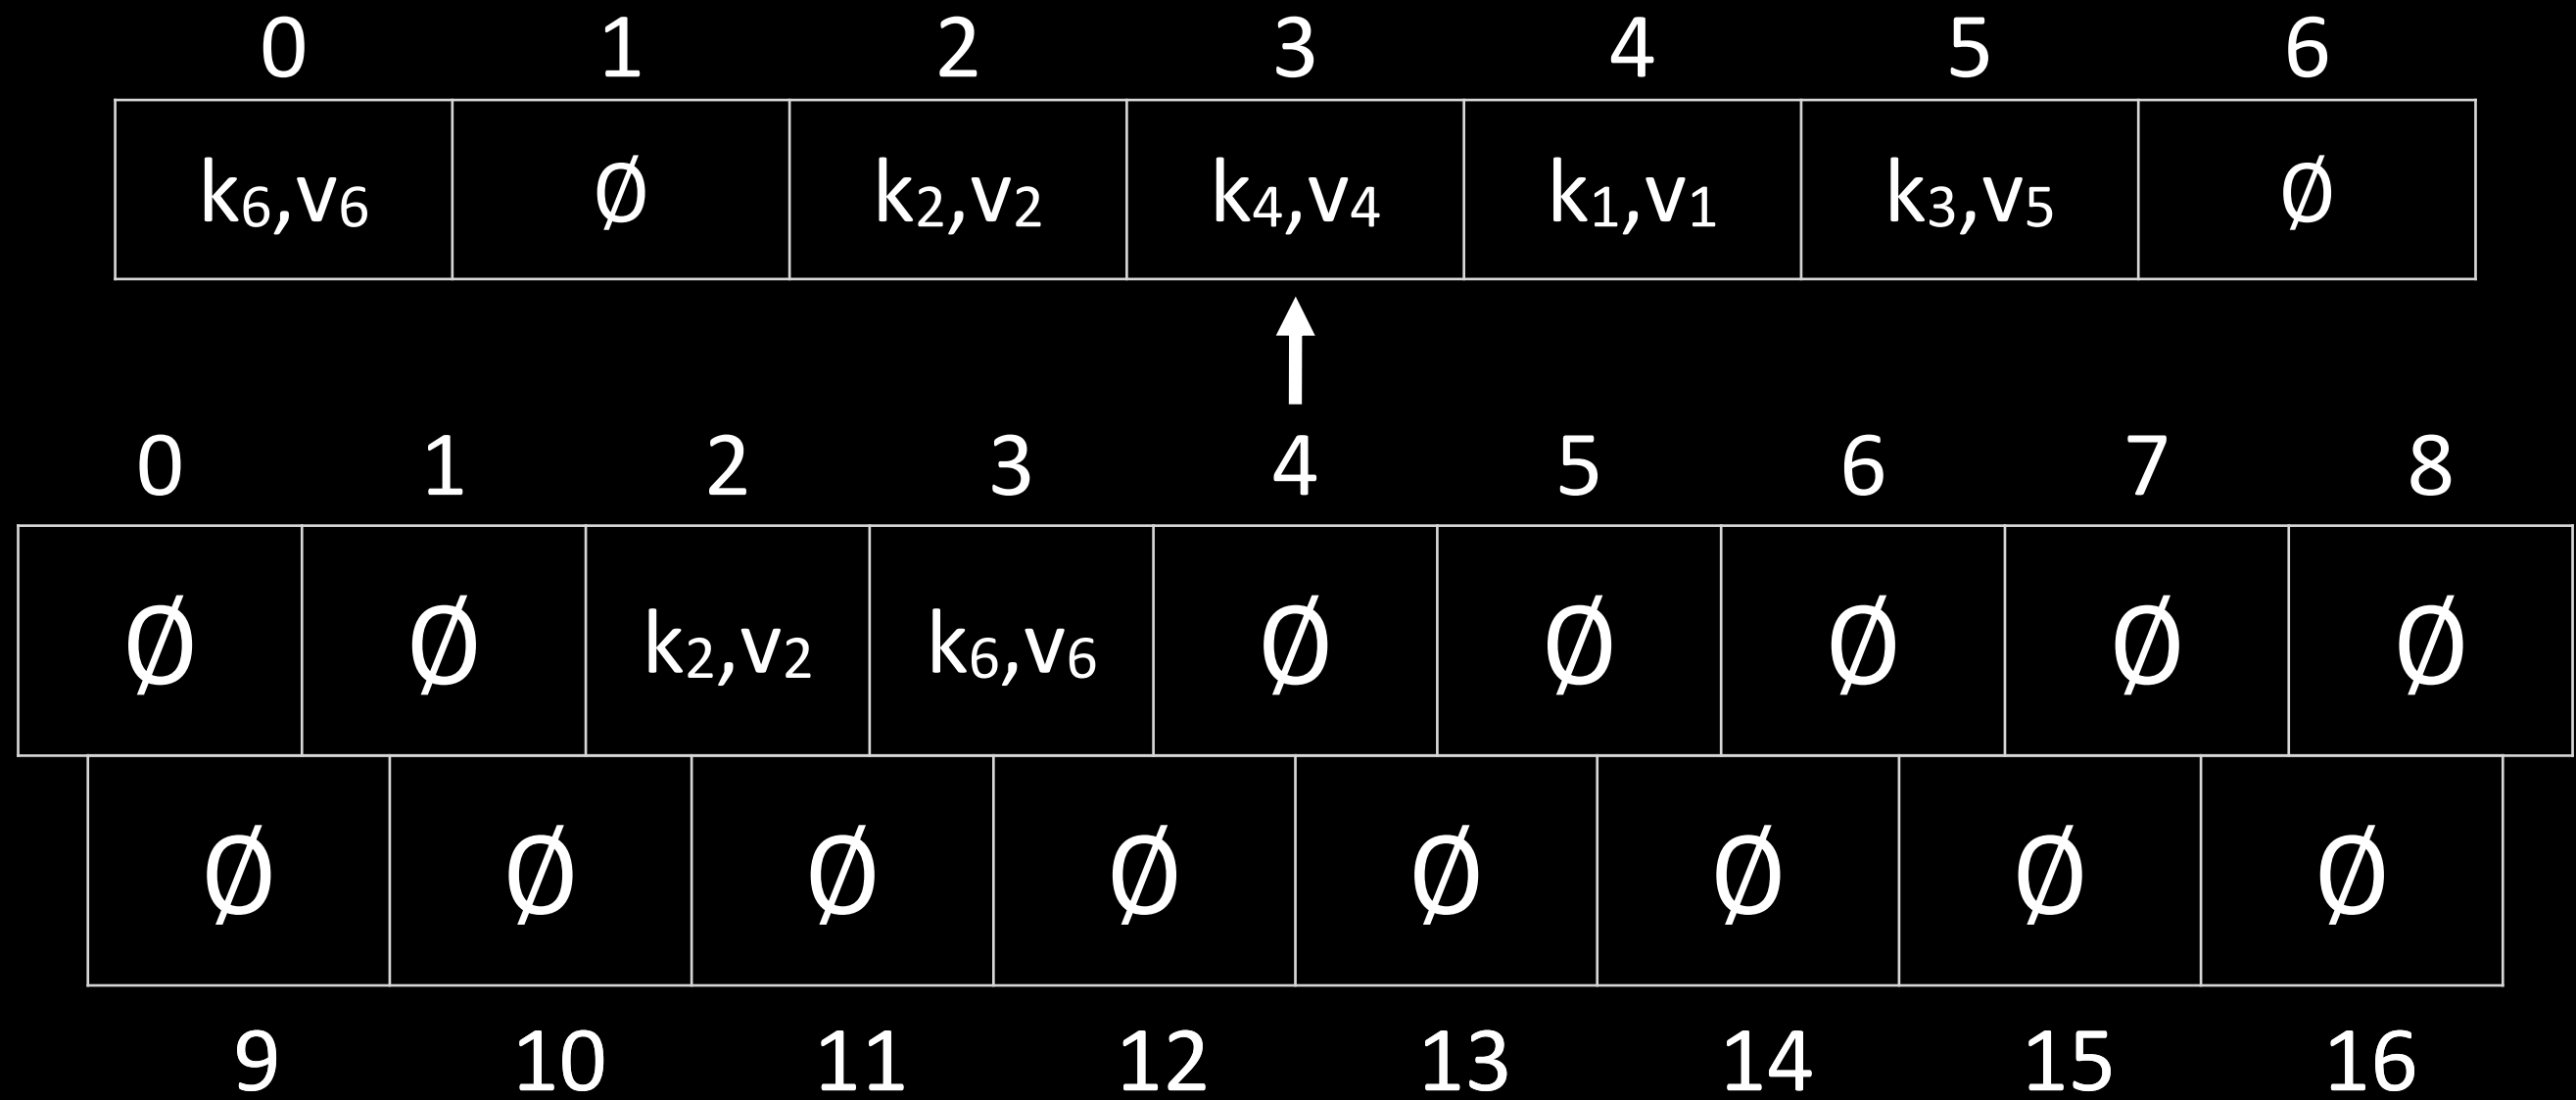 0 1 2 3 4 5 6
k₆,v₆ Ø k₂,v₂ k₄,v₄ k₁,v₁ k₃,v₅ Ø
0 1 2 3 4 5 6 7 8
Ø Ø k₂,v₂ k₆,v₆ Ø Ø Ø Ø Ø
Ø Ø Ø Ø Ø Ø Ø Ø
9 10 11 12 13 14 15 16